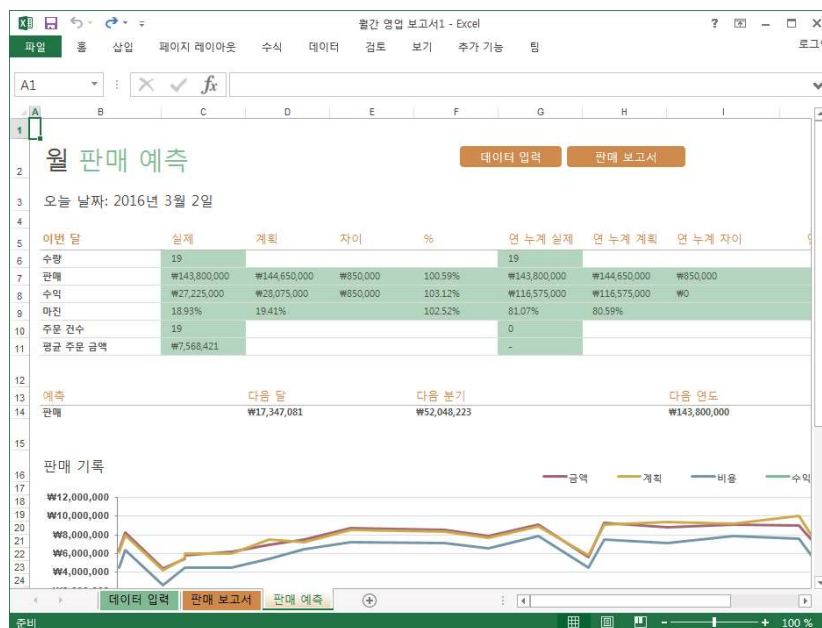 월간 영업 보고서1 - Excel
파일 홈 삽입 페이지 레이아웃 수식 데이터 검토 보기 추가 기능 팀
A1 fx
A B C D E F G H I
1
2 월 판매 예측 데이터 입력 판매 보고서
3 오늘 날짜: 2016년 3월 2일
4
5 이번 달 실제 계획 차이 % 연 누계 실제 연 누계 계획 연 누계 차이
6 수량 19 19
7 판매 ₩143,800,000 ₩144,650,000 ₩850,000 100.59% ₩143,800,000 ₩144,650,000 ₩850,000
8 수익 ₩27,225,000 ₩28,075,000 ₩850,000 103.12% ₩116,575,000 ₩116,575,000 ₩0
9 마진 18.93% 19.41% 102.52% 81.07% 80.59%
10 주문 건수 19 0
11 평균 주문 금액 ₩7,568,421 -
12
13 예측 다음 달 다음 분기 다음 연도
14 판매 ₩17,347,081 ₩52,048,223 ₩143,800,000
15
16 판매 기록 금액 계획 비용 수익
17
18 ₩12,000,000
19 ₩10,000,000
20
21 ₩8,000,000
22 ₩6,000,000
23
24 ₩4,000,000
데이터 입력 판매 보고서 판매 예측
준비 100 %